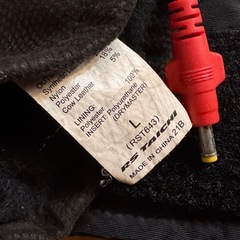 Nylon 18%
Polyester 5%
Cow Leather
LINING:
Polyester 100%
INSERT: Polyurethane
(DRYMASTER)
L
(RST643)
RS TAICHI
MADE IN CHINA 21B